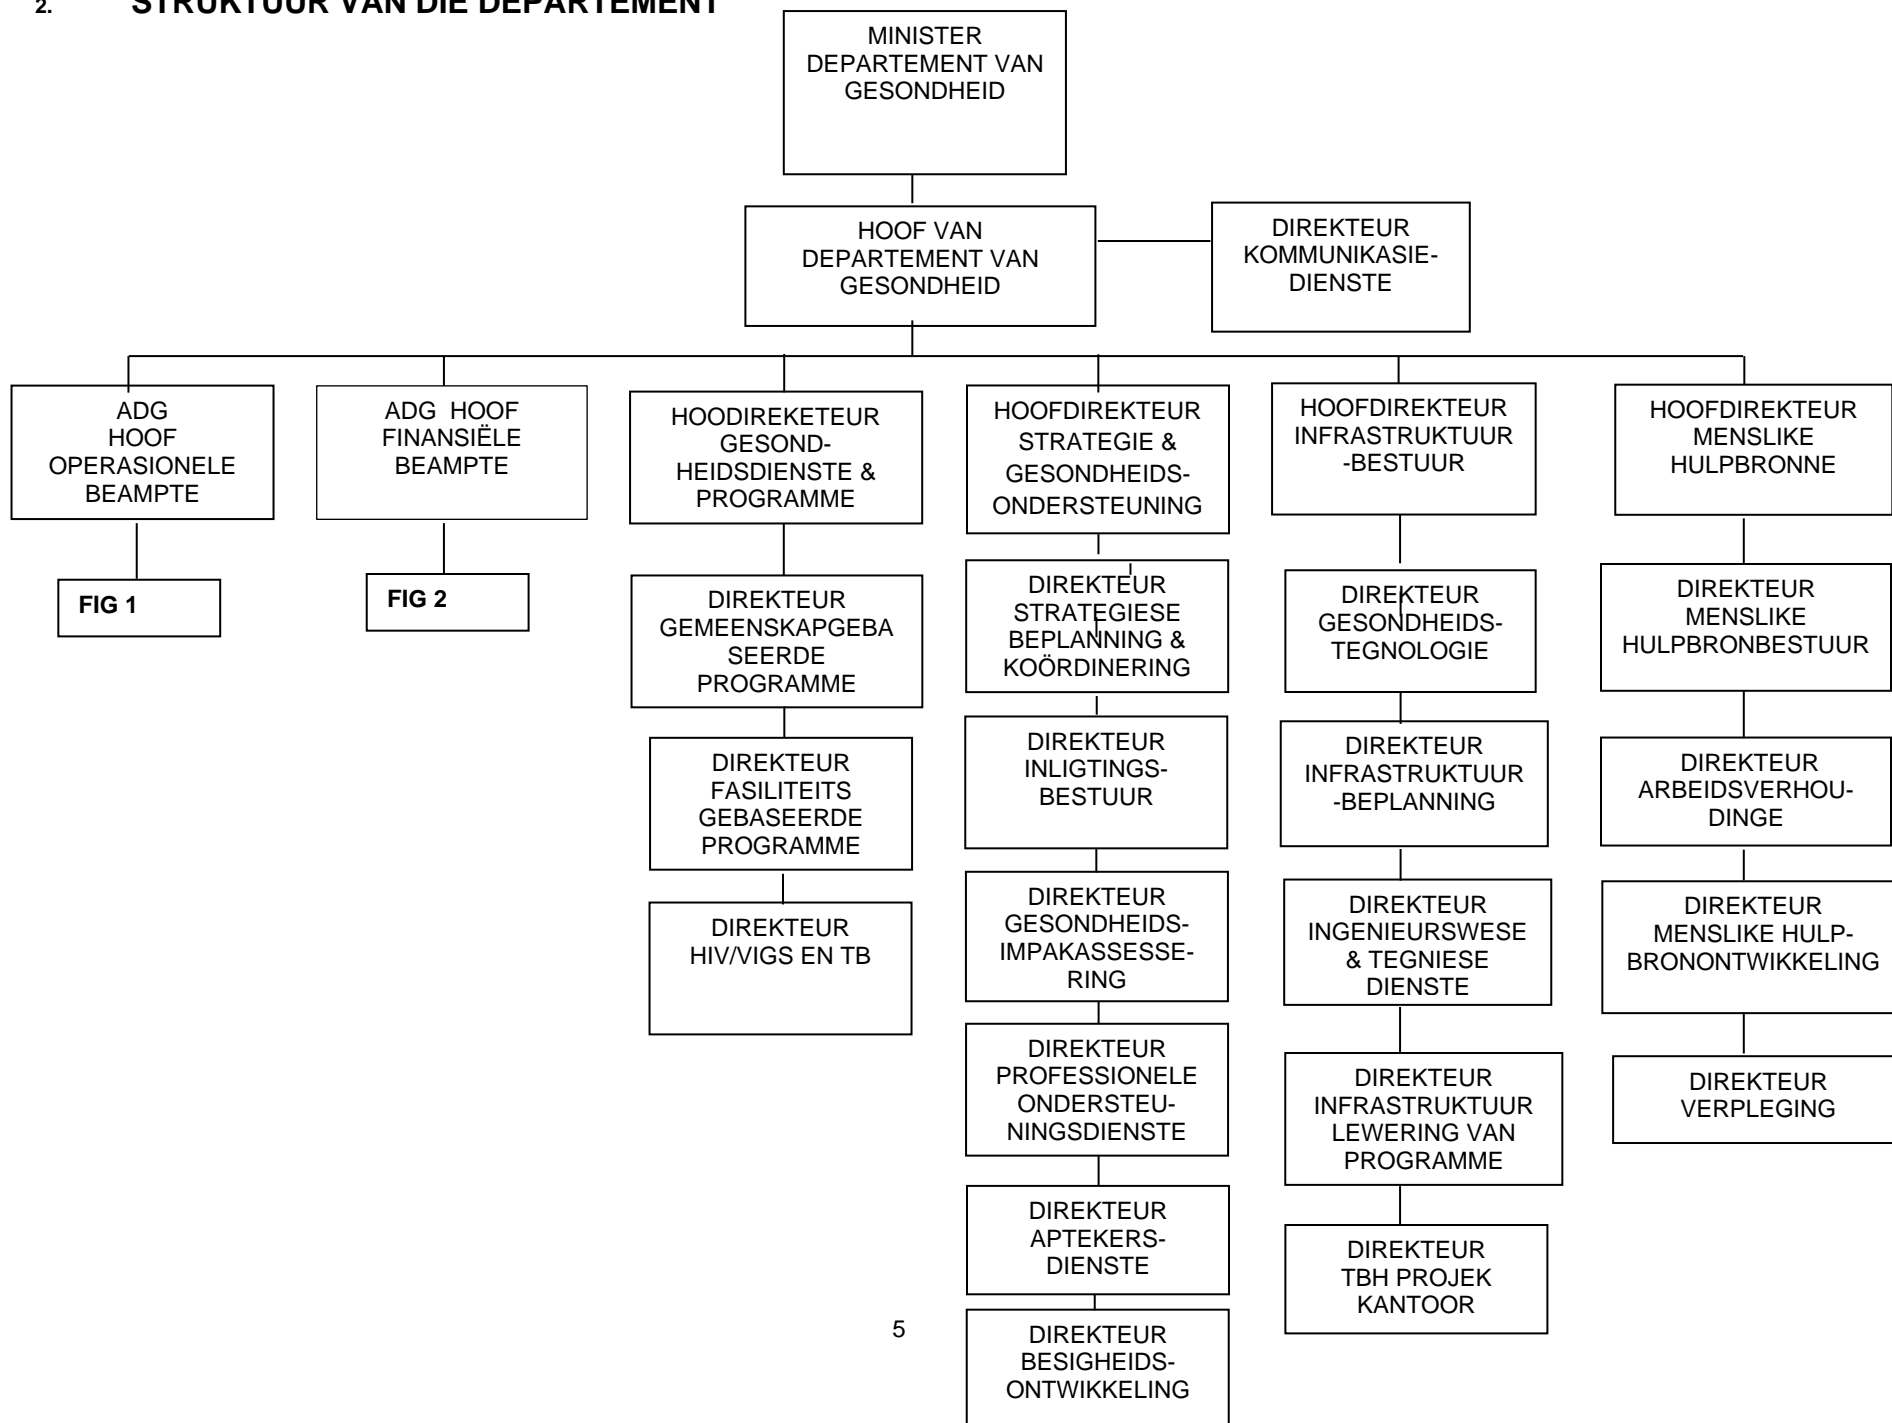 2. STRUKTUUR VAN DIE DEPARTEMENT
MINISTER
DEPARTEMENT VAN
GESONDHEID
HOOF VAN
DEPARTEMENT VAN
GESONDHEID
DIREKTEUR
KOMMUNIKASIE-
DIENSTE
ADG
HOOF
OPERASIONELE
BEAMPTE
FIG 1
ADG HOOF
FINANSIËLE
BEAMPTE
FIG 2
HOODIREKETEUR
GESOND-
HEIDSDIENSTE &
PROGRAMME
DIREKTEUR
GEMEENSKAPGEBA
SEERDE
PROGRAMME
DIREKTEUR
FASILITEITS
GEBASEERDE
PROGRAMME
DIREKTEUR
HIV/VIGS EN TB
HOOFDIREKTEUR
STRATEGIE &
GESONDHEIDS-
ONDERSTEUNING
DIREKTEUR
STRATEGIESE
BEPLANNING &
KOÖRDINERING
DIREKTEUR
INLIGTINGS-
BESTUUR
DIREKTEUR
GESONDHEIDS-
IMPAKASSESSE-
RING
DIREKTEUR
PROFESSIONELE
ONDERSTEU-
NINGSDIENSTE
DIREKTEUR
APTEKERS-
DIENSTE
DIREKTEUR
BESIGHEIDS-
ONTWIKKELING
HOOFDIREKTEUR
INFRASTRUKTUUR
-BESTUUR
DIREKTEUR
GESONDHEIDS-
TEGNOLOGIE
DIREKTEUR
INFRASTRUKTUUR
-BEPLANNING
DIREKTEUR
INGENIEURSWESE
& TEGNIESE
DIENSTE
DIREKTEUR
INFRASTRUKTUUR
LEWERING VAN
PROGRAMME
DIREKTEUR
TBH PROJEK
KANTOOR
HOOFDIREKTEUR
MENSLIKE
HULPBRONNE
DIREKTEUR
MENSLIKE
HULPBRONBESTUUR
DIREKTEUR
ARBEIDSVERHOU-
DINGE
DIREKTEUR
MENSLIKE HULP-
BRONONTWIKKELING
DIREKTEUR
VERPLEGING
5